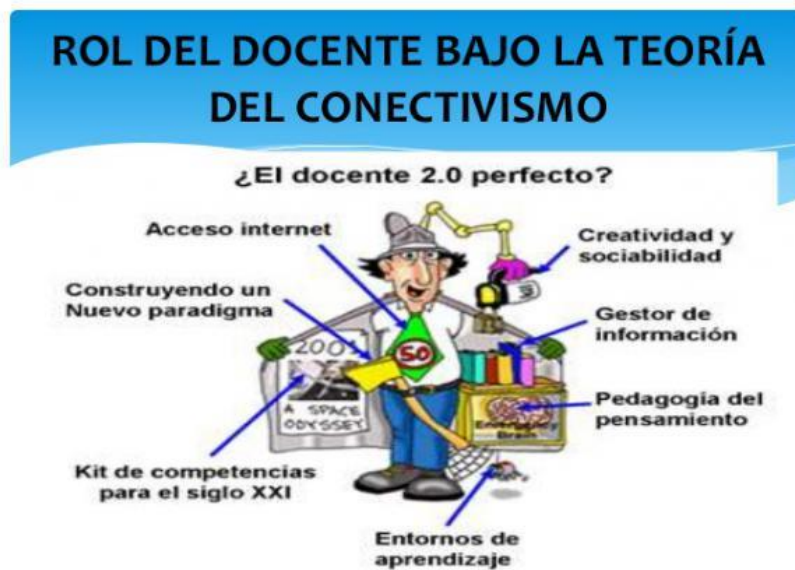 ROL DEL DOCENTE BAJO LA TEORÍA
DEL CONECTIVISMO
¿El docente 2.0 perfecto?
Acceso internet
Creatividad y
sociabilidad
Construyendo un
Nuevo paradigma
Gestor de
información
50
2001
A SPACE
ODYSSEY
Pedagogía del
pensamiento
Emergency
Brain
Kit de competencias
para el siglo XXI
Entornos de
aprendizaje